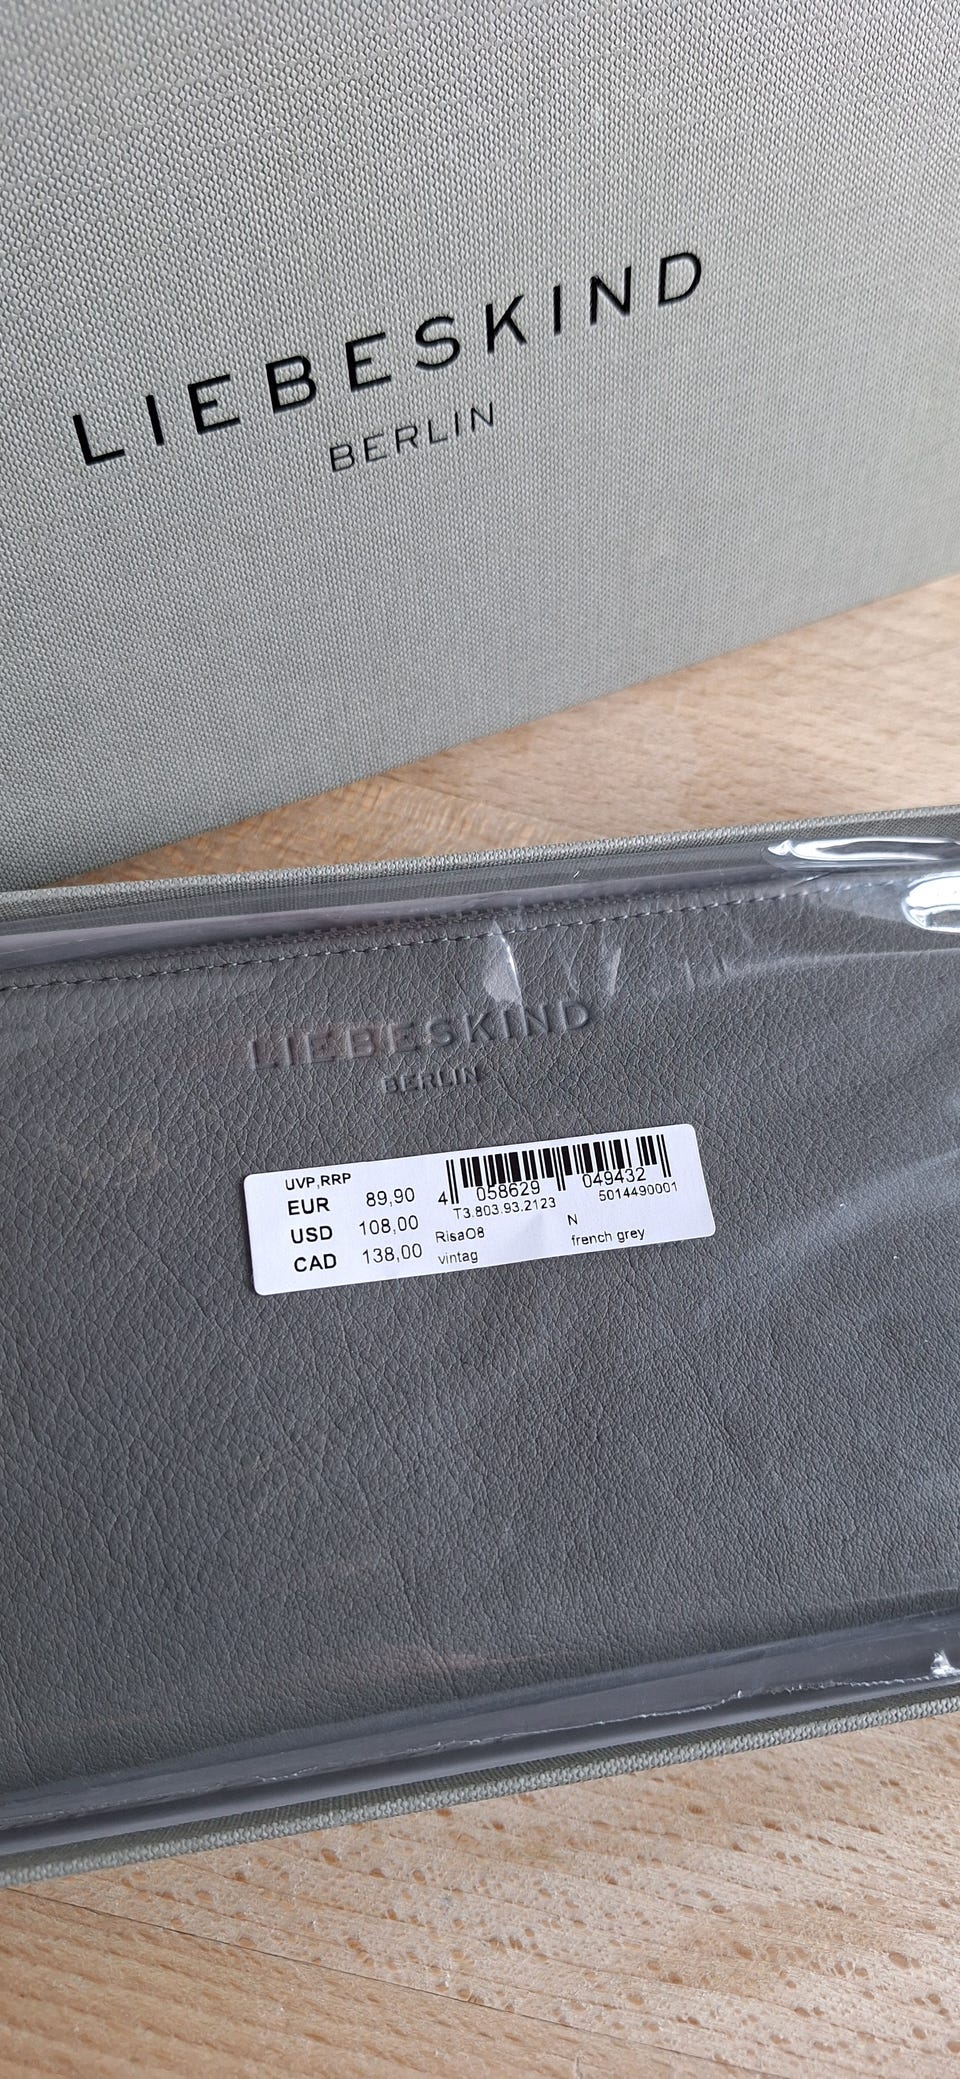 LIEBESKIND
BERLIN
LIEBESKIND
BERLIN
UVP,RRP
EUR 89,90
USD 108,00
CAD 138,00
4 058629 049432
T3.803.93.2123 5014490001
RisaO8 N
vintag french grey